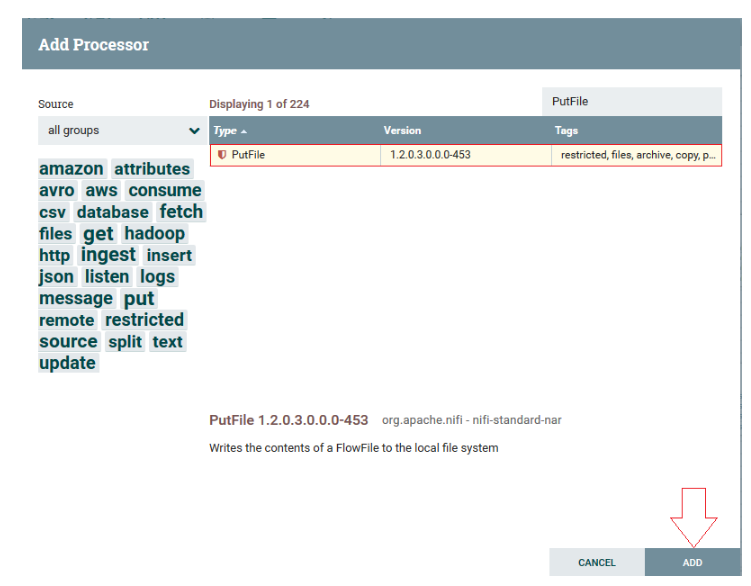 Add Processor
Source
Displaying 1 of 224
PutFile
all groups
Type
Version
Tags
PutFile
1.2.0.3.0.0.0-453
restricted, files, archive, copy, p...
amazon attributes
avro aws consume
csv database fetch
files get hadoop
http ingest insert
json listen logs
message put
remote restricted
source split text
update
PutFile 1.2.0.3.0.0.0-453 org.apache.nifi - nifi-standard-nar
Writes the contents of a FlowFile to the local file system
CANCEL
ADD